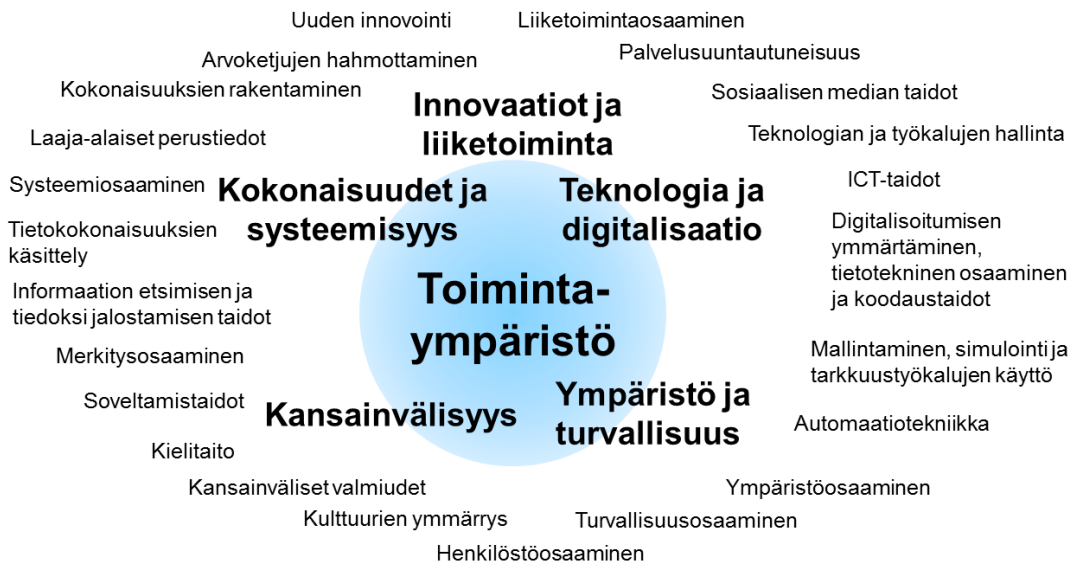 Uuden innovointi
Liiketoimintaosaaminen
Arvoketjujen hahmottaminen
Palvelusuuntautuneisuus
Kokonaisuuksien rakentaminen
Sosiaalisen median taidot
Innovaatiot ja
liiketoiminta
Laaja-alaiset perustiedot
Teknologian ja työkalujen hallinta
Systeemiosaaminen
Kokonaisuudet ja
systeemisyys
Teknologia ja
digitalisaatio
ICT-taidot
Tietokokonaisuuksien
käsittely
Digitalisoitumisen
ymmärtäminen,
tietotekninen osaaminen
ja koodaustaidot
Informaation etsimisen ja
tiedoksi jalostamisen taidot
Toiminta-
ympäristö
Merkitysosaaminen
Mallintaminen, simulointi ja
tarkkuustyökalujen käyttö
Soveltamistaidot
Kansainvälisyys
Ympäristö ja
turvallisuus
Automaatiotekniikka
Kielitaito
Kansainväliset valmiudet
Ympäristöosaaminen
Kulttuurien ymmärrys
Turvallisuusosaaminen
Henkilöstöosaaminen